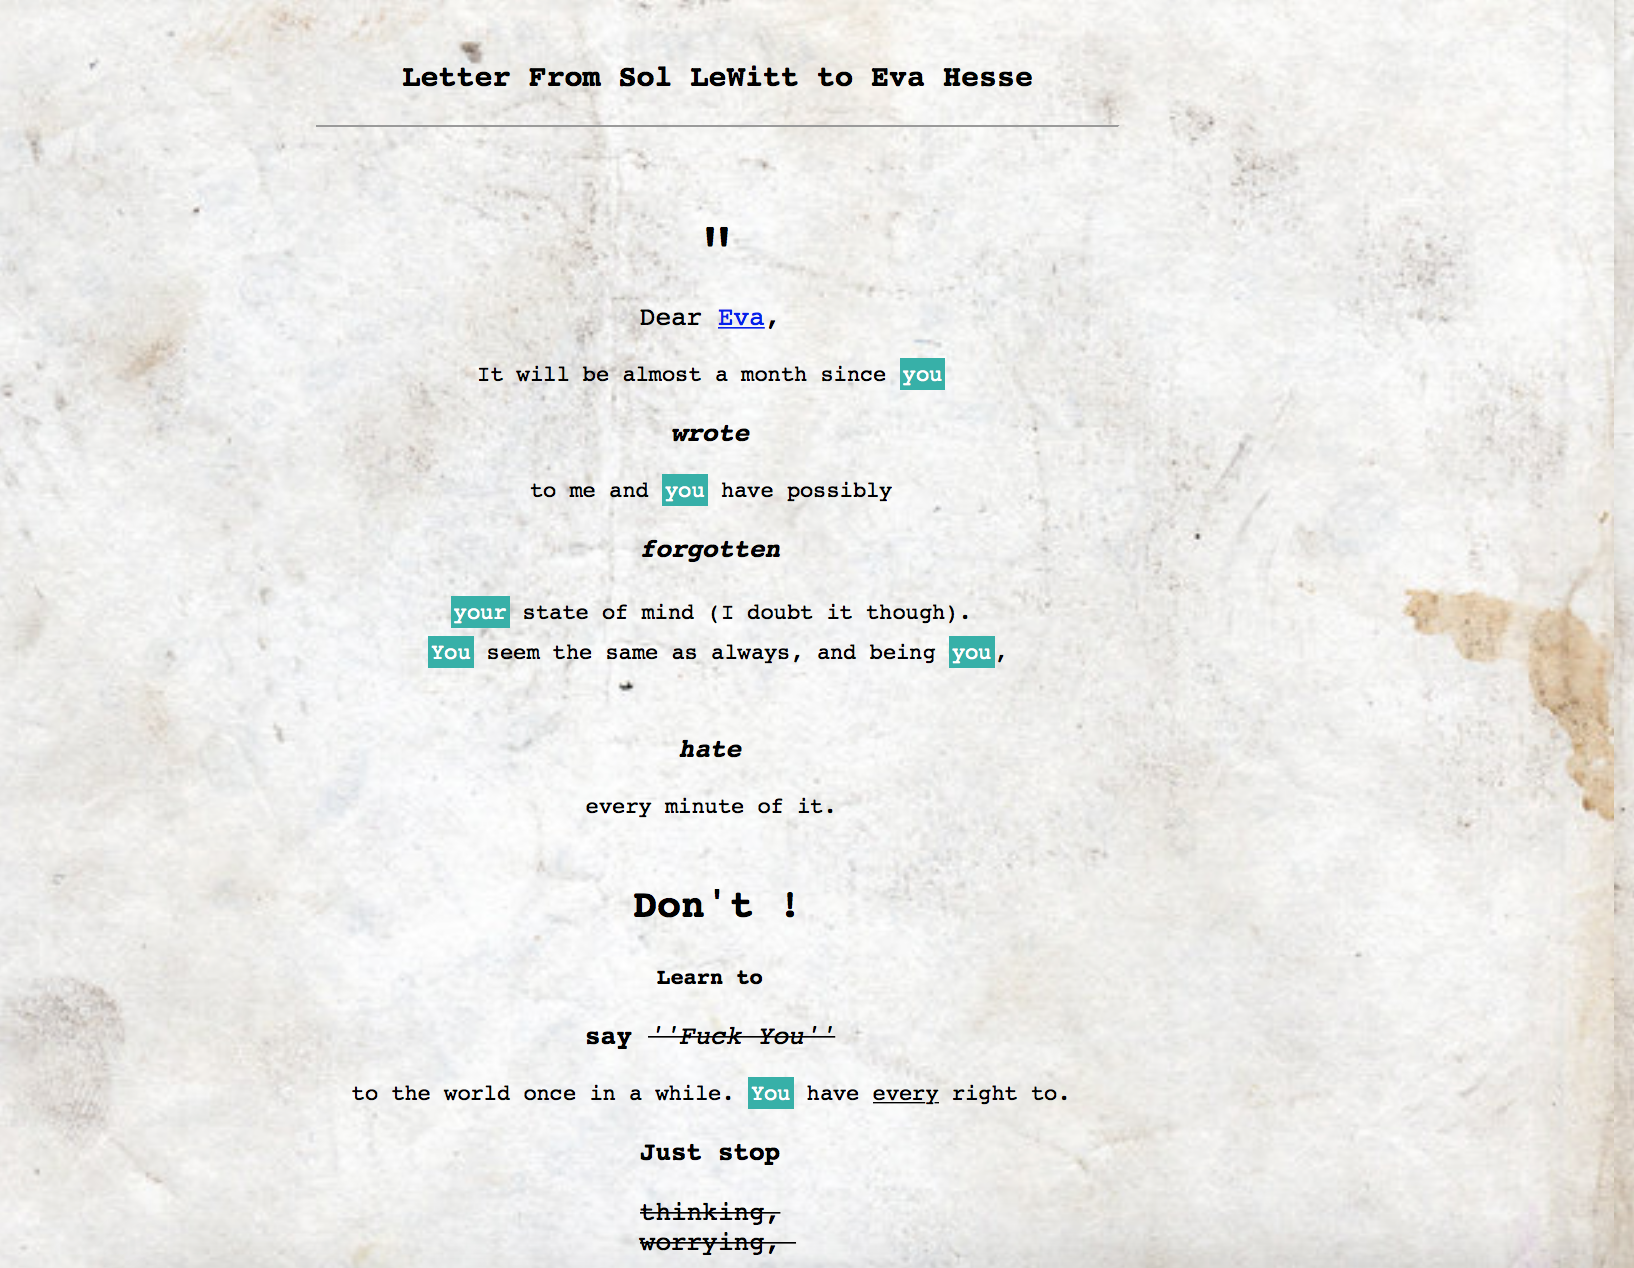 Letter From Sol LeWitt to Eva Hesse
"
Dear Eva,
It will be almost a month since you
wrote
to me and you have possibly
forgotten
your state of mind (I doubt it though).
You seem the same as always, and being you,
hate
every minute of it.
Don't !
Learn to
say ''Fuck You''
to the world once in a while. You have every right to.
Just stop
thinking,
worrying,